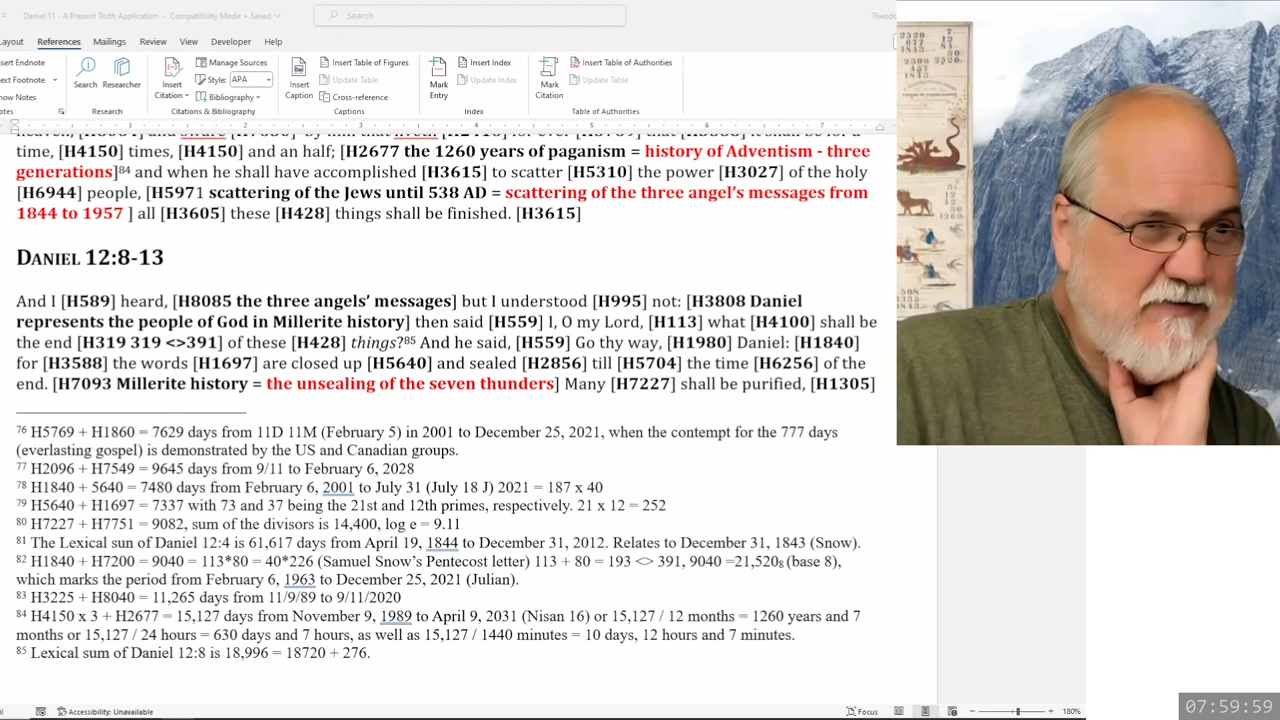 Daniel 11 - A Present Truth Application - Compatibility Mode • Saved
Search
Theodo
Layout References Mailings Review View Developer Help
Insert Endnote
Next Footnote
Show Notes
Search
Researcher
Research
Insert Citation
Manage Sources
Style: APA
Bibliography
Citations & Bibliography
Insert Caption
Insert Table of Figures
Update Table
Cross-reference
Captions
Mark Entry
Insert Index
Update Index
Index
Mark Citation
Insert Table of Authorities
Update Table
Table of Authorities
time, [H4150] times, [H4150] and an half; [H2677 the 1260 years of paganism = history of Adventism - three
generations]84 and when he shall have accomplished [H3615] to scatter [H5310] the power [H3027] of the holy
[H6944] people, [H5971 scattering of the Jews until 538 AD = scattering of the three angel's messages from
1844 to 1957 ] all [H3605] these [H428] things shall be finished. [H3615]
DANIEL 12:8-13
And I [H589] heard, [H8085 the three angels' messages] but I understood [H995] not: [H3808 Daniel
represents the people of God in Millerite history] then said [H559] I, O my Lord, [H113] what [H4100] shall be
the end [H319 319 <>391] of these [H428] things?85 And he said, [H559] Go thy way, [H1980] Daniel: [H1840]
for [H3588] the words [H1697] are closed up [H5640] and sealed [H2856] till [H5704] the time [H6256] of the
end. [H7093 Millerite history = the unsealing of the seven thunders] Many [H7227] shall be purified, [H1305]
76 H5769 + H1860 = 7629 days from 11D 11M (February 5) in 2001 to December 25, 2021, when the contempt for the 777 days
(everlasting gospel) is demonstrated by the US and Canadian groups.
77 H2096 + H7549 = 9645 days from 9/11 to February 6, 2028
78 H1840 + 5640 = 7480 days from February 6, 2001 to July 31 (July 18 J) 2021 = 187 x 40
79 H5640 + H1697 = 7337 with 73 and 37 being the 21st and 12th primes, respectively. 21 x 12 = 252
80 H7227 + H7751 = 9082, sum of the divisors is 14,400, log e = 9.11
81 The Lexical sun of Daniel 12:4 is 61,617 days from April 19, 1844 to December 31, 2012. Relates to December 31, 1843 (Snow).
82 H1840 + H7200 = 9040 = 113*80 = 40*226 (Samuel Snow's Pentecost letter) 113 + 80 = 193 <> 391, 9040 =21,5208 (base 8),
which marks the period from February 6, 1963 to December 25, 2021 (Julian).
83 H3225 + H8040 = 11,265 days from 11/9/89 to 9/11/2020
84 H4150 x 3 + H2677 = 15,127 days from November 9, 1989 to April 9, 2031 (Nisan 16) or 15,127 / 12 months = 1260 years and 7
months or 15,127 / 24 hours = 630 days and 7 hours, as well as 15,127 / 1440 minutes = 10 days, 12 hours and 7 minutes.
85 Lexical sum of Daniel 12:8 is 18,996 = 18720 + 276.
Accessibility: Unavailable
Focus
180%
07:59:59